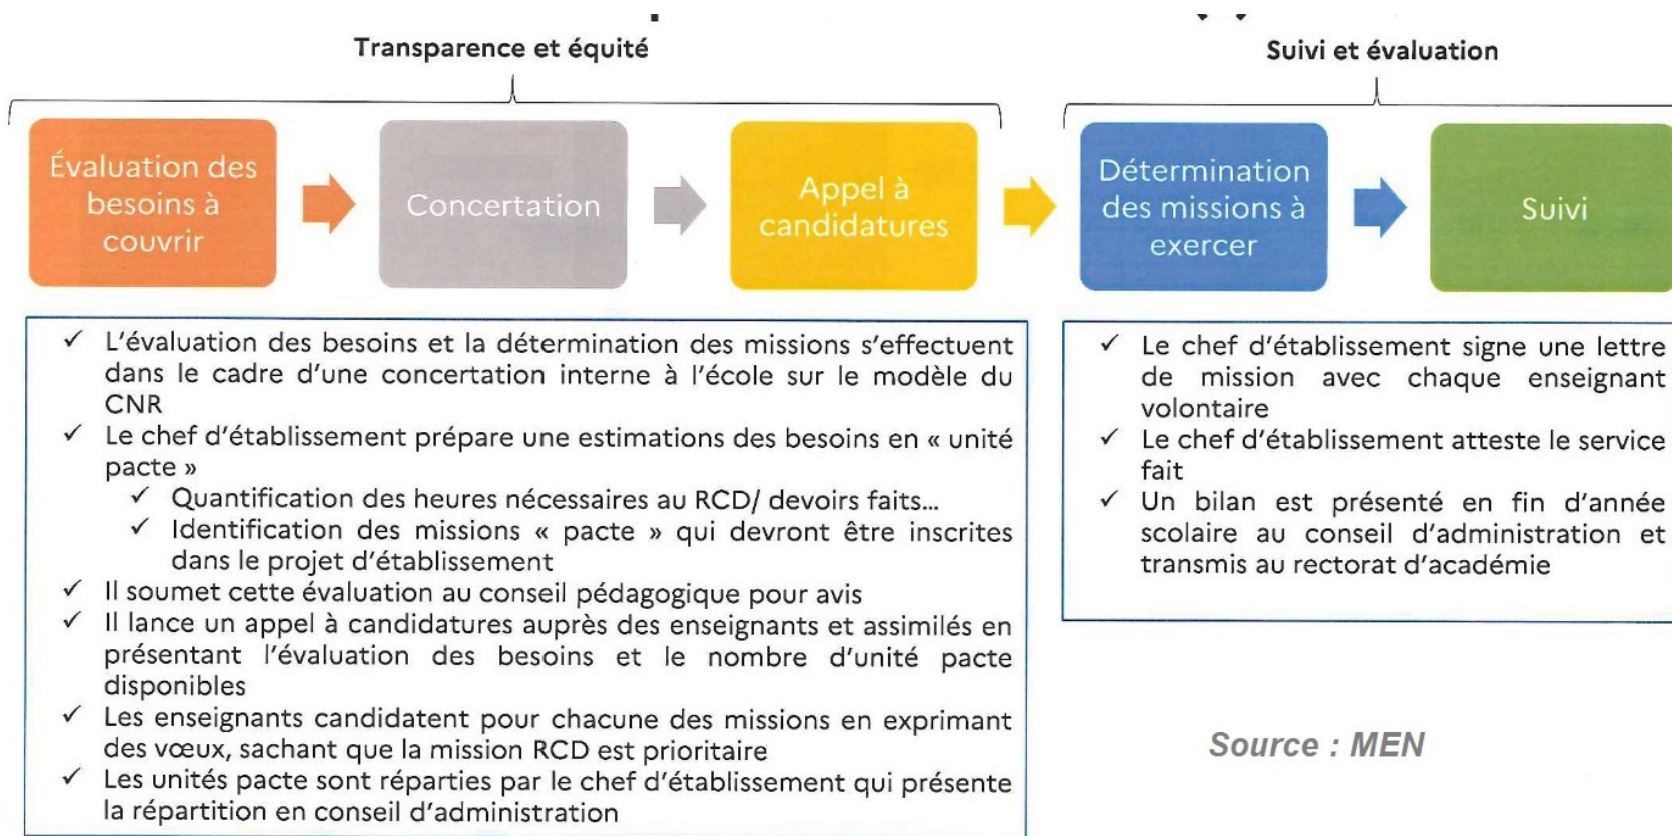 Transparence et équité
Suivi et évaluation
Évaluation des
besoins à
couvrir
Concertation
Appel à
candidatures
Détermination
des missions à
exercer
Suivi
✓ L'évaluation des besoins et la détermination des missions s'effectuent
dans le cadre d'une concertation interne à l'école sur le modèle du
CNR
✓ Le chef d'établissement prépare une estimations des besoins en « unité
pacte »
✓ Quantification des heures nécessaires au RCD/ devoirs faits…
✓ Identification des missions « pacte » qui devront être inscrites
dans le projet d'établissement
✓ Il soumet cette évaluation au conseil pédagogique pour avis
✓ Il lance un appel à candidatures auprès des enseignants et assimilés en
présentant l'évaluation des besoins et le nombre d'unité pacte
disponibles
✓ Les enseignants candidatent pour chacune des missions en exprimant
des vœux, sachant que la mission RCD est prioritaire
✓ Les unités pacte sont réparties par le chef d'établissement qui présente
la répartition en conseil d'administration
✓ Le chef d'établissement signe une lettre
de mission avec chaque enseignant
volontaire
✓ Le chef d'établissement atteste le service
fait
✓ Un bilan est présenté en fin d'année
scolaire au conseil d'administration et
transmis au rectorat d'académie
Source : MEN